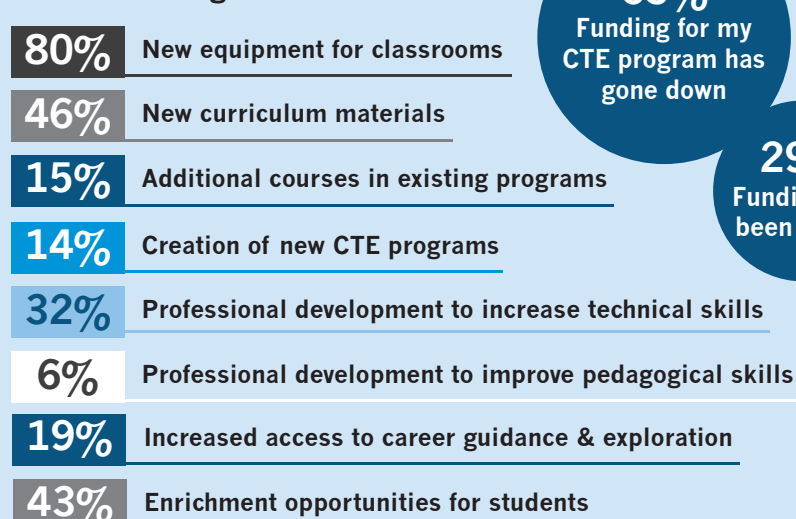 80% New equipment for classrooms
46% New curriculum materials
15% Additional courses in existing programs
14% Creation of new CTE programs
32% Professional development to increase technical skills
6% Professional development to improve pedagogical skills
19% Increased access to career guidance & exploration
43% Enrichment opportunities for students
Funding for my
CTE program has
gone down
been